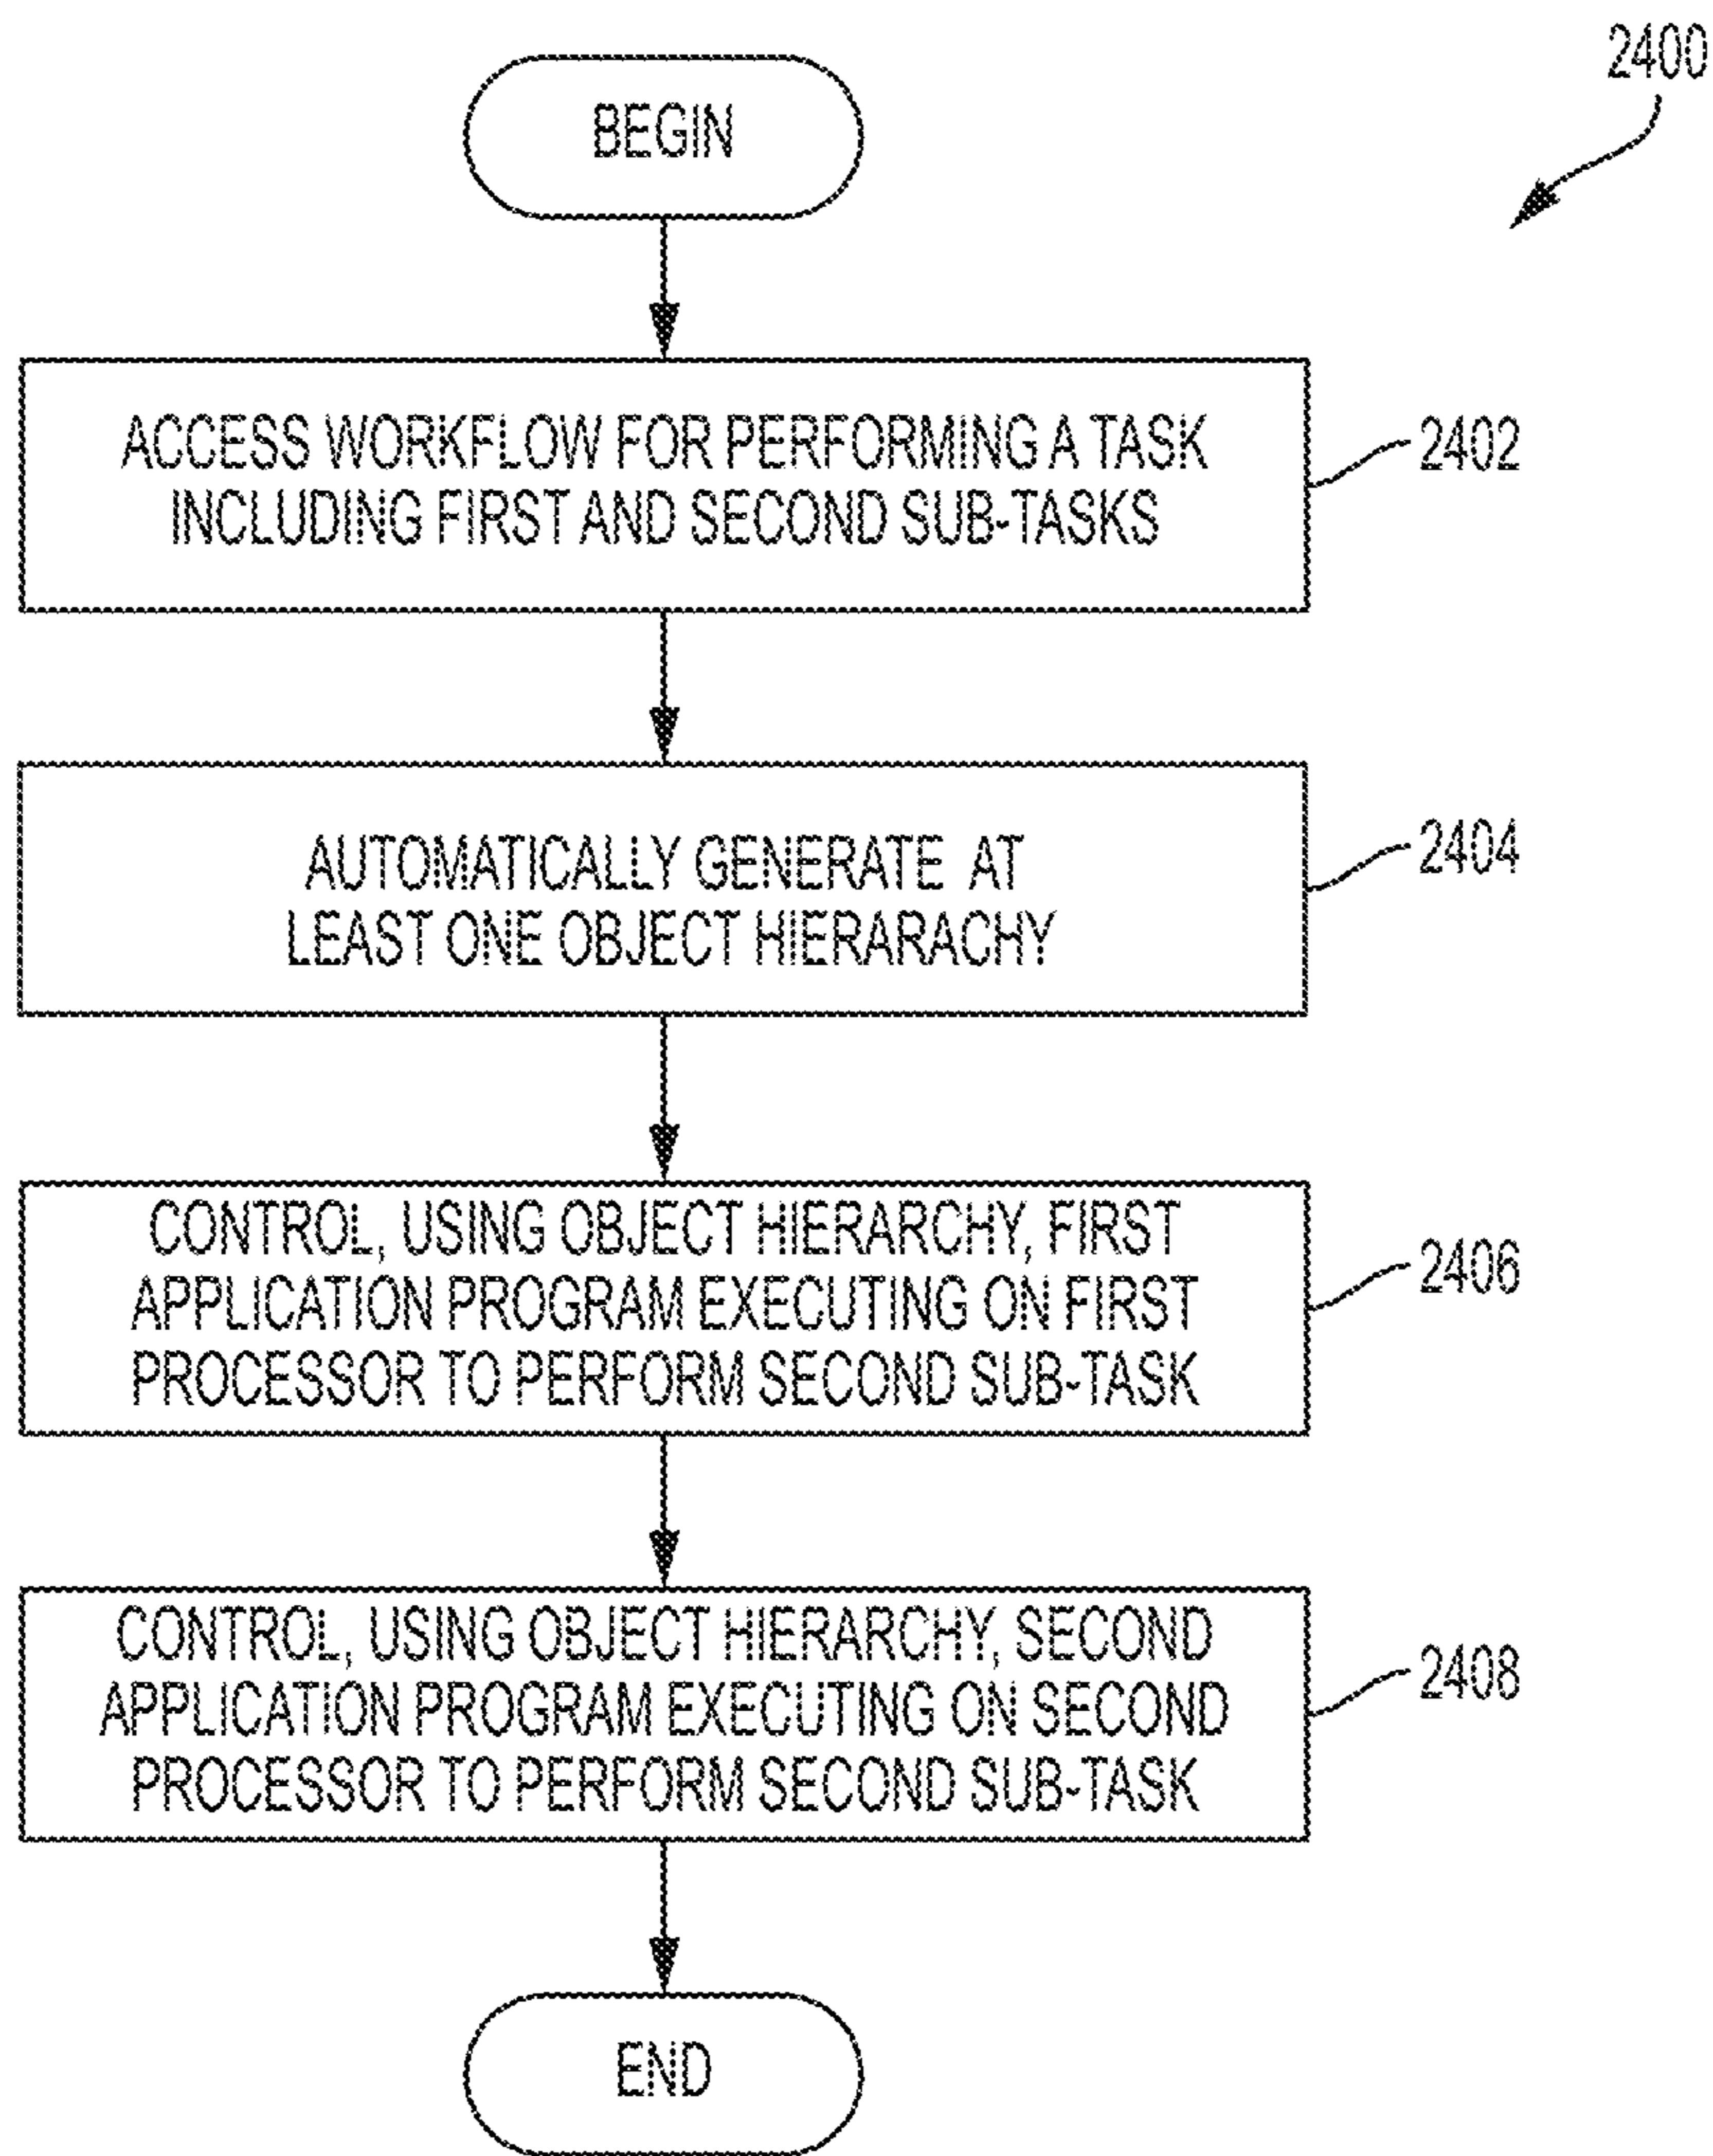 2400
BEGIN
ACCESS WORKFLOW FOR PERFORMING A TASK
INCLUDING FIRST AND SECOND SUB-TASKS
2402
AUTOMATICALLY GENERATE AT
LEAST ONE OBJECT HIERARACHY
2404
CONTROL, USING OBJECT HIERARCHY, FIRST
APPLICATION PROGRAM EXECUTING ON FIRST
PROCESSOR TO PERFORM SECOND SUB-TASK
2406
CONTROL, USING OBJECT HIERARCHY, SECOND
APPLICATION PROGRAM EXECUTING ON SECOND
PROCESSOR TO PERFORM SECOND SUB-TASK
2408
END